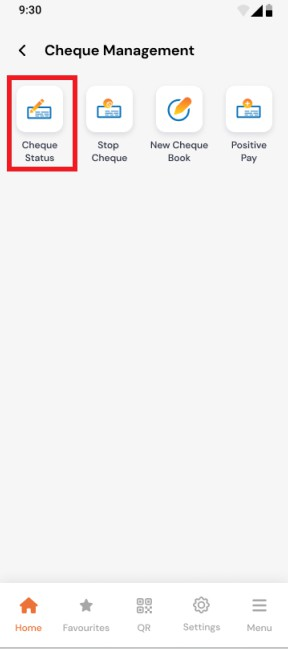 9:30
Cheque Management
Cheque Stop New Cheque Positive
Status Cheque Book Pay
Home Favourites QR Settings Menu